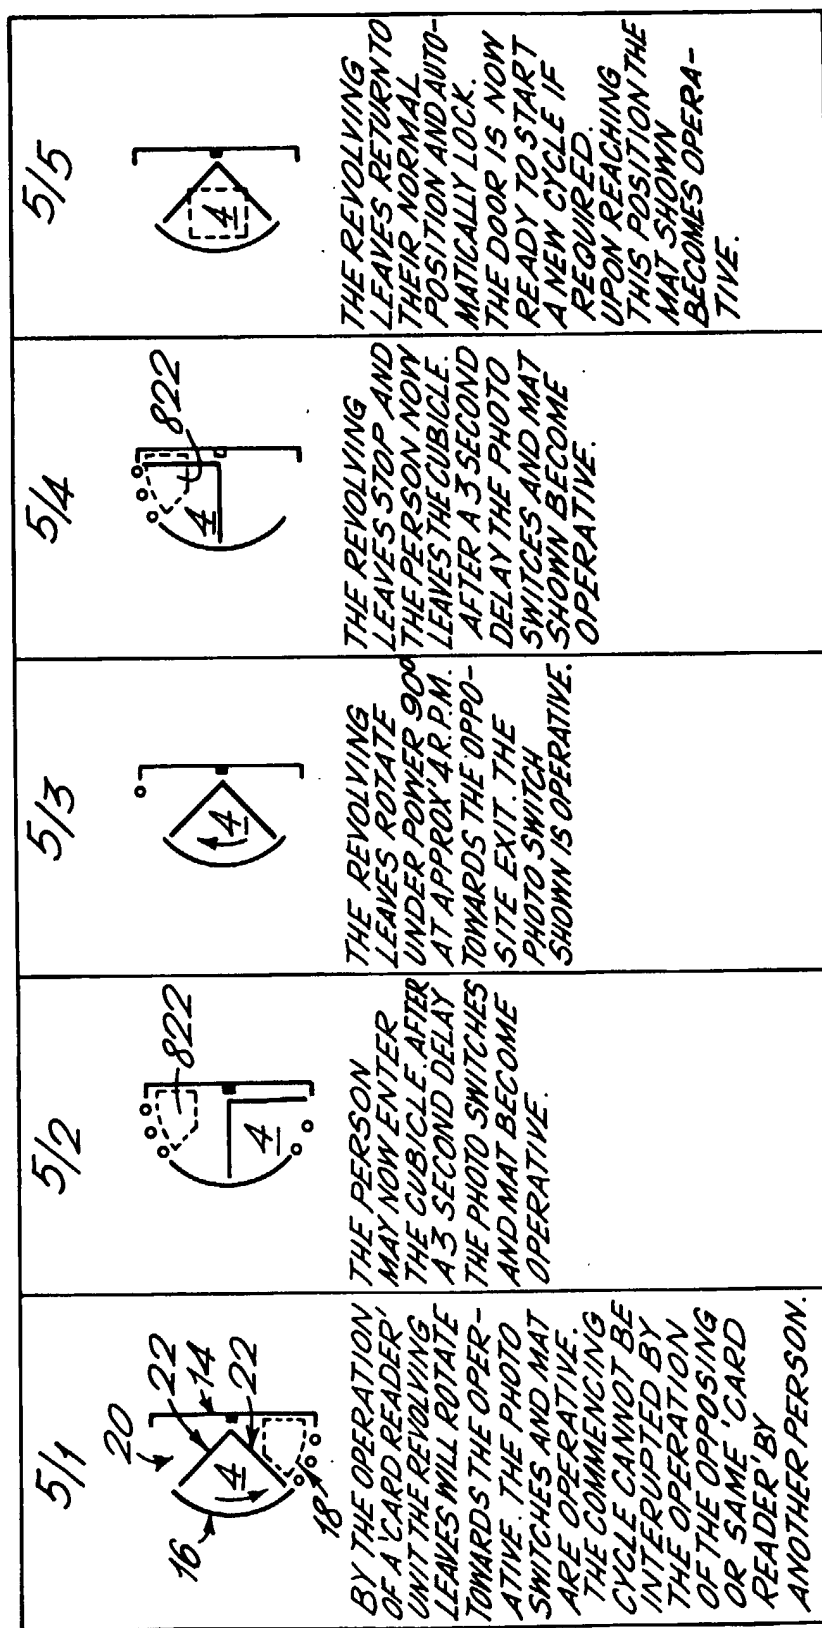 5/1
20
22
14
22
4
16
18
BY THE OPERATION
OF A 'CARD READER'
UNIT THE REVOLVING
LEAVES WILL ROTATE
TOWARDS THE OPER-
ATIVE. THE PHOTO
SWITCHES AND MAT
ARE OPERATIVE.
THE COMMENCING
CYCLE CANNOT BE
INTERRUPTED BY
THE OPERATION
OF THE OPPOSING
OR SAME 'CARD
READER' BY
ANOTHER PERSON.
5/2
822
4
THE PERSON
MAY NOW ENTER
THE CUBICLE. AFTER
A 3 SECOND DELAY
THE PHOTO SWITCHES
AND MAT BECOME
OPERATIVE.
5/3
4
THE REVOLVING
LEAVES ROTATE
UNDER POWER 90°
AT APPROX' 4 R.P.M.
TOWARDS THE OPPO-
SITE EXIT. THE
PHOTO SWITCH
SHOWN IS OPERATIVE.
5/4
822
4
THE REVOLVING
LEAVES STOP AND
THE PERSON NOW
LEAVES THE CUBICLE.
AFTER A 3 SECOND
DELAY THE PHOTO
SWITCES AND MAT
SHOWN BECOME
OPERATIVE.
5/5
4
THE REVOLVING
LEAVES RETURN TO
THEIR NORMAL
POSITION AND AUTO-
MATICALLY LOCK.
THE DOOR IS NOW
READY TO START
A NEW CYCLE IF
REQUIRED.
UPON REACHING
THIS POSITION THE
MAT SHOWN
BECOMES OPERA-
TIVE.